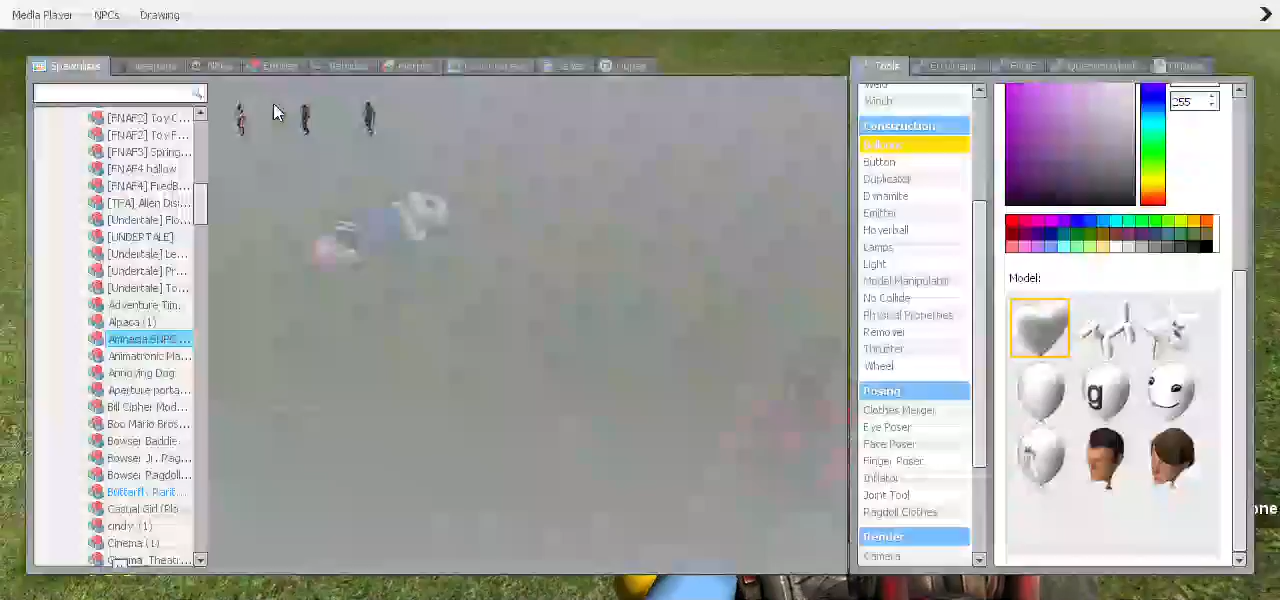 Media Player NPCs Drawing
Spawnlists
[FNAF2] Toy C...
[FNAF2] Toy F...
[FNAF3] Spring...
[FNAF4 hallow
[FNAF4] FredB...
[TFA] Allen Dis...
[Undertale] Flo...
[UNDERTALE]
[Undertale] Le...
[Undertale] Pr...
[Undertale] To...
Adventure Tim...
Alpaca (1)
Amnesia SNPC ...
Animatronic Pla...
Annoying Dog
Aperture porta...
Bill Cipher Mod...
Boo Mario Bros...
Bowser Baddie
Bowser Jr. Rag...
Bowser Ragdoll...
Casual Girl (Pla
cindy (1)
Cinema (1)
Cinema_Theatr...
Tools
Weld
Winch
Construction
Button
Duplicator
Dynamite
Emitter
Hoverball
Lamps
Light
Model Manipulator
No Collide
Physical Properties
Remover
Thruster
Wheel
Posing
Clothes Merger
Eye Poser
Face Poser
Finger Poser
Inflator
Joint Tool
Ragdoll Clothes
Render
Camera
255
Model:
g
one